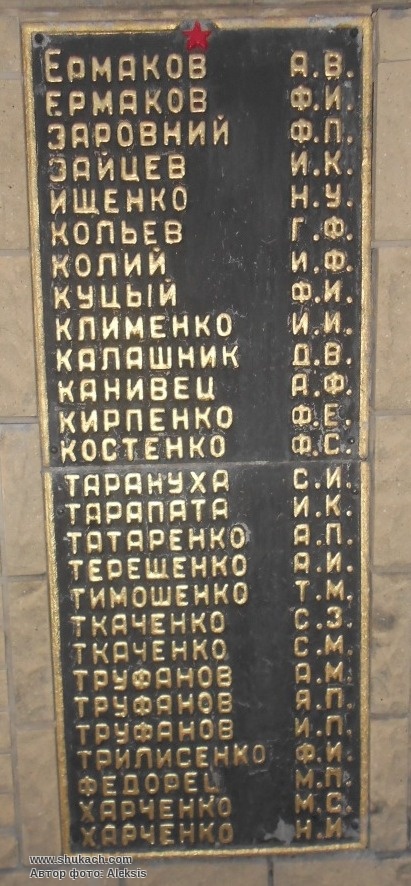 ЕРМАКОВ А.В.
ЕРМАКОВ Ф.И.
ЗАРОВНИЙ Ф.П.
ЗАЙЦЕВ И.К.
ИЩЕНКО Н.У.
КОЛЬЕВ Г.Ф.
КОЛИЙ И.Ф.
КУЦЫЙ Ф.И.
КЛИМЕНКО И.И.
КАЛАШНИК Д.В.
КАНИВЕЦ А.Ф.
КИРПЕНКО Ф.Е.
КОСТЕНКО Ф.С.
ТАРАНУХА С.И.
ТАРАПАТА И.К.
ТАТАРЕНКО А.П.
ТЕРЕЩЕНКО А.И.
ТИМОШЕНКО Т.М.
ТКАЧЕНКО С.З.
ТКАЧЕНКО С.М.
ТРУФАНОВ А.М.
ТРУФАНОВ Я.П.
ТРУФАНОВ И.П.
ТРИЛИСЕНКО Ф.И.
ФЕДОРЕЦ М.П.
ХАРЧЕНКО М.С.
ХАРЧЕНКО Н.И
www.shukach.com
Автор фото: Aleksis